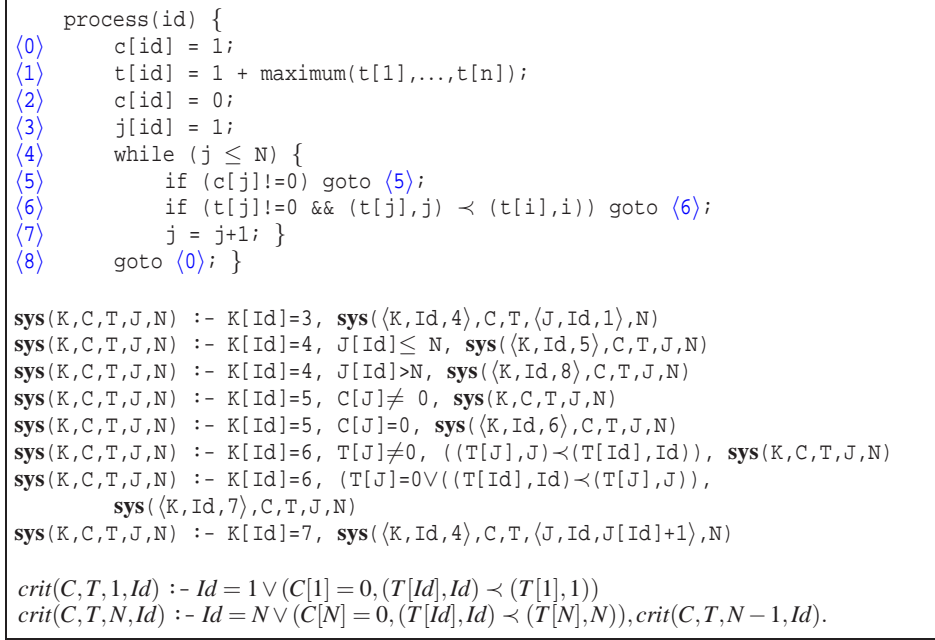 process(id) {
⟨0⟩ c[id] = 1;
⟨1⟩ t[id] = 1 + maximum(t[1],...,t[n]);
⟨2⟩ c[id] = 0;
⟨3⟩ j[id] = 1;
⟨4⟩ while (j ≤ N) {
⟨5⟩ if (c[j]!=0) goto ⟨5⟩;
⟨6⟩ if (t[j]!=0 && (t[j],j) ≺ (t[i],i)) goto ⟨6⟩;
⟨7⟩ j = j+1; }
⟨8⟩ goto ⟨0⟩; }
sys(K,C,T,J,N) :- K[Id]=3, sys(⟨K,Id,4⟩,C,T,⟨J,Id,1⟩,N)
sys(K,C,T,J,N) :- K[Id]=4, J[Id]≤ N, sys(⟨K,Id,5⟩,C,T,J,N)
sys(K,C,T,J,N) :- K[Id]=4, J[Id]>N, sys(⟨K,Id,8⟩,C,T,J,N)
sys(K,C,T,J,N) :- K[Id]=5, C[J]≠ 0, sys(K,C,T,J,N)
sys(K,C,T,J,N) :- K[Id]=5, C[J]=0, sys(⟨K,Id,6⟩,C,T,J,N)
sys(K,C,T,J,N) :- K[Id]=6, T[J]≠0, ((T[J],J)≺(T[Id],Id)), sys(K,C,T,J,N)
sys(K,C,T,J,N) :- K[Id]=6, (T[J]=0∨((T[Id],Id)≺(T[J],J)),
sys(⟨K,Id,7⟩,C,T,J,N)
sys(K,C,T,J,N) :- K[Id]=7, sys(⟨K,Id,4⟩,C,T,⟨J,Id,J[Id]+1⟩,N)
crit(C,T,1,Id) :- Id = 1∨(C[1] = 0,(T[Id],Id) ≺ (T[1],1))
crit(C,T,N,Id) :- Id = N∨(C[N] = 0,(T[Id],Id) ≺ (T[N],N)),crit(C,T,N−1,Id).